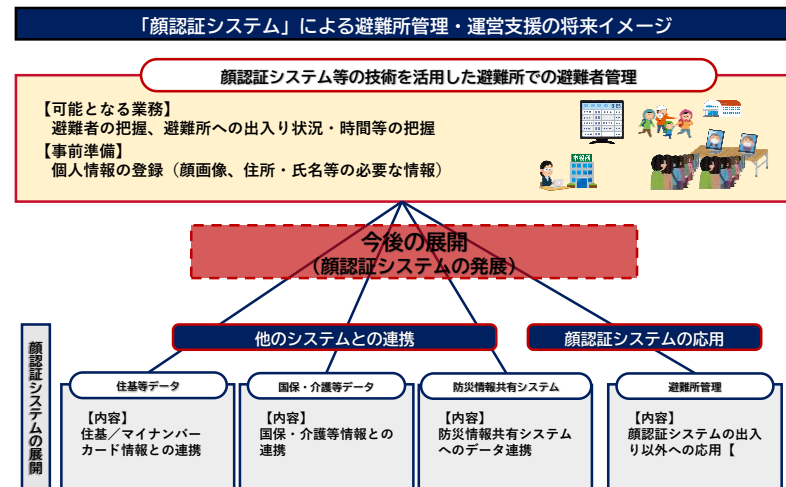 「顔認証システム」による避難所管理・運営支援の将来イメージ
顔認証システム等の技術を活用した避難所での避難者管理
【可能となる業務】
避難者の把握、避難所への出入り状況・時間等の把握
【事前準備】
個人情報の登録（顔画像、住所・氏名等の必要な情報）
市役所
今後の展開
（顔認証システムの発展）
他のシステムとの連携
顔認証システムの応用
顔認証システムの展開
住基等データ
【内容】
住基／マイナンバー
カード情報との連携
国保・介護等データ
【内容】
国保・介護等情報との
連携
防災情報共有システム
【内容】
防災情報共有システム
へのデータ連携
避難所管理
【内容】
顔認証システムの出入
り以外への応用【